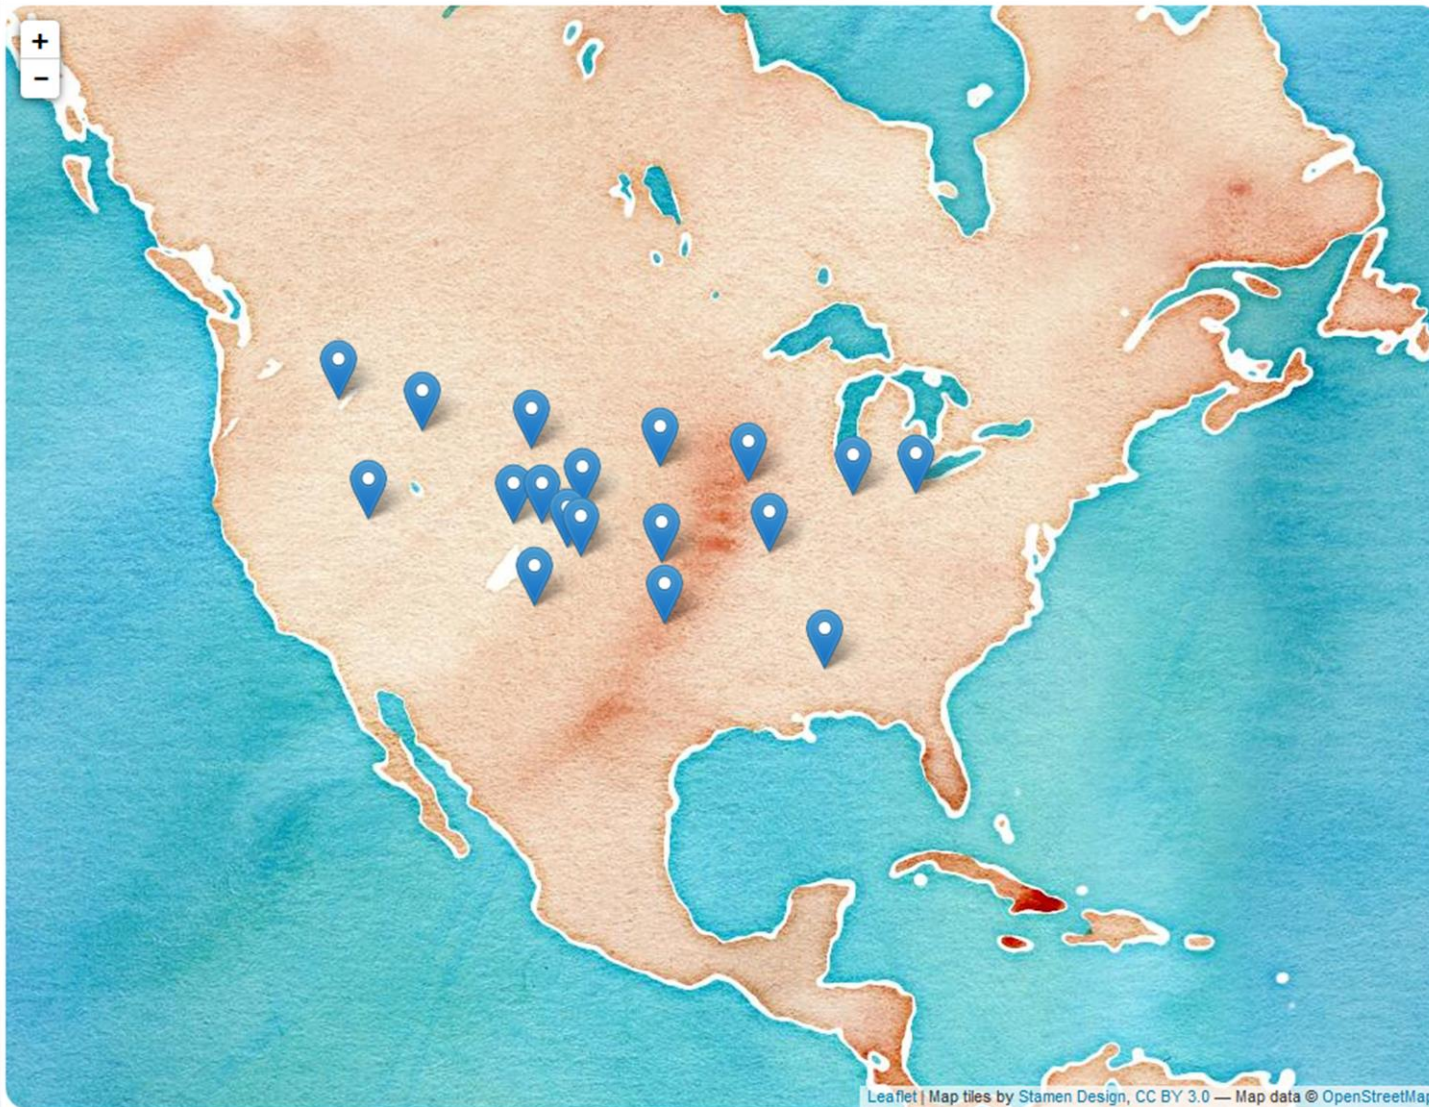 +
−
Leaflet | Map tiles by Stamen Design, CC BY 3.0 — Map data © OpenStreetMap